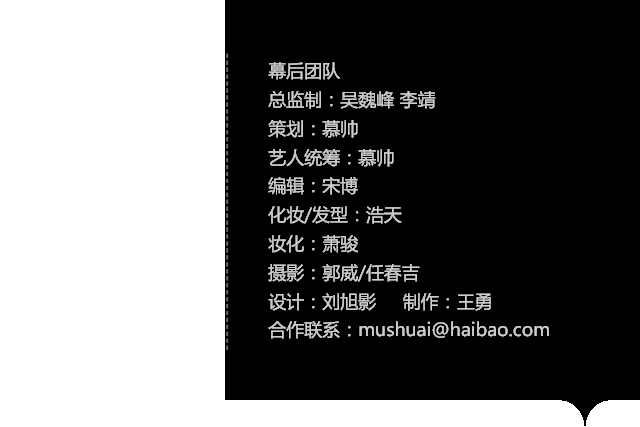 幕后团队
总监制：吴魏峰 李靖
策划：慕帅
艺人统筹：慕帅
编辑：宋博
化妆/发型：浩天
妆化：萧骏
摄影：郭威/任春吉
设计：刘旭影 制作：王勇
合作联系：mushuai@haibao.com